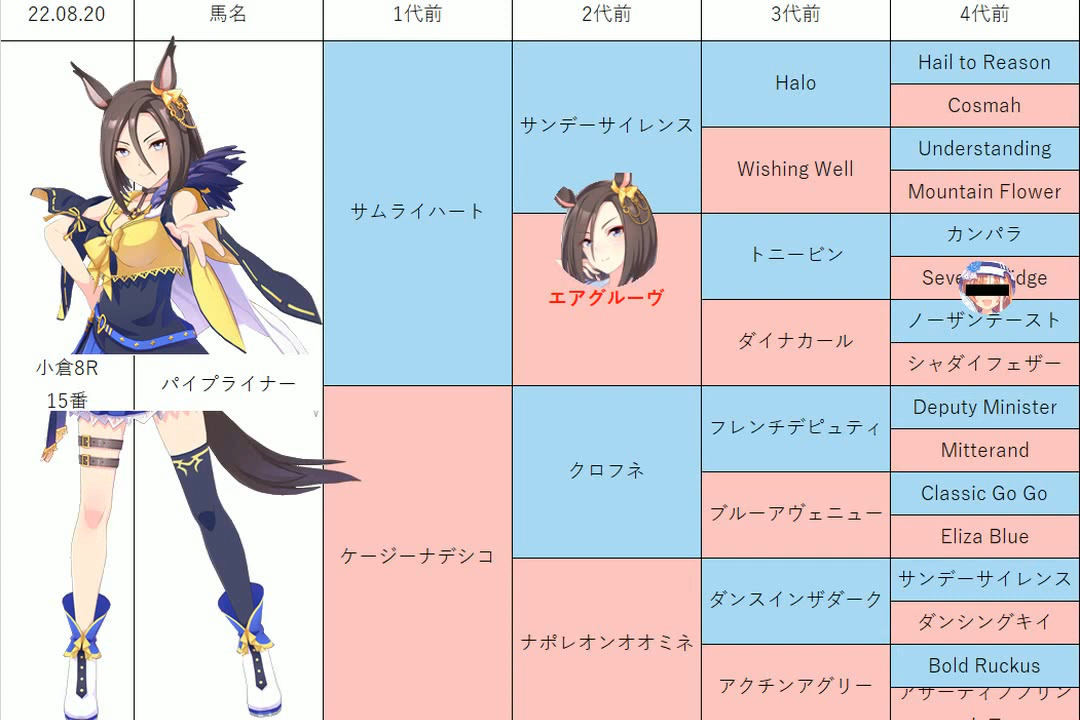 22.08.20
馬名
1代前
2代前
3代前
4代前
小倉8R
15番
パイプライナー
サムライハート
ケージーナデシコ
サンデーサイレンス
エアグルーヴ
クロフネ
ナポレオンオオミネ
Halo
Wishing Well
トニービン
ダイナカール
フレンチデピュティ
ブルーアヴェニュー
ダンスインザダーク
アクチンアグリー
Hail to Reason
Cosmah
Understanding
Mountain Flower
カンパラ
ノーザンテースト
シャダイフェザー
Deputy Minister
Mitterand
Classic Go Go
Eliza Blue
サンデーサイレンス
ダンシングキイ
Bold Ruckus